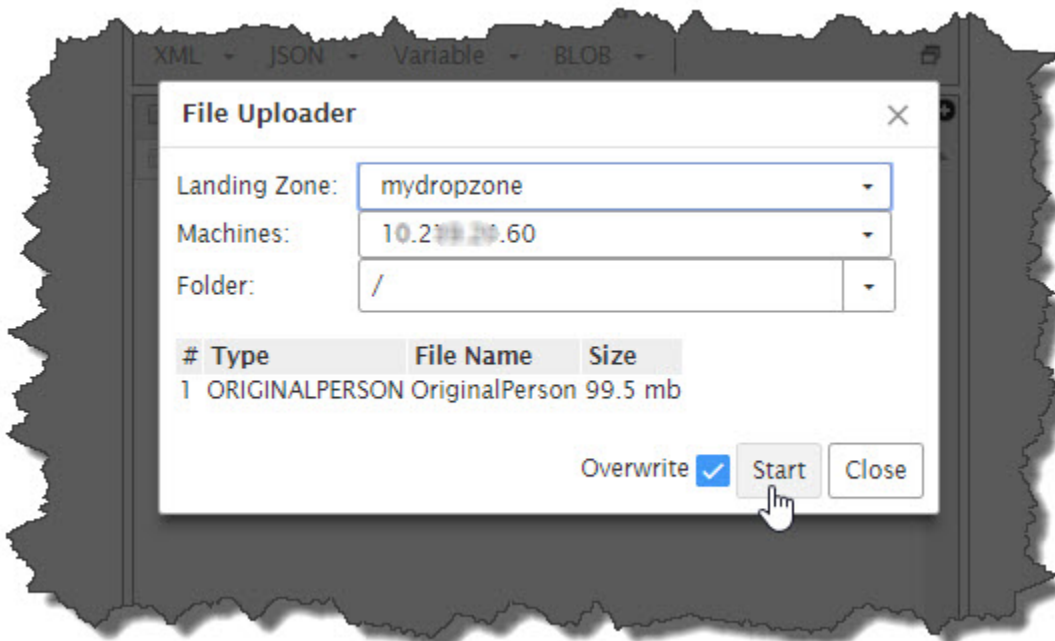 XML JSON Variable BLOB
File Uploader
Landing Zone: mydropzone
Machines:
Folder: /
# Type File Name Size
1 ORIGINALPERSON OriginalPerson 99.5 mb
Overwrite Start Close